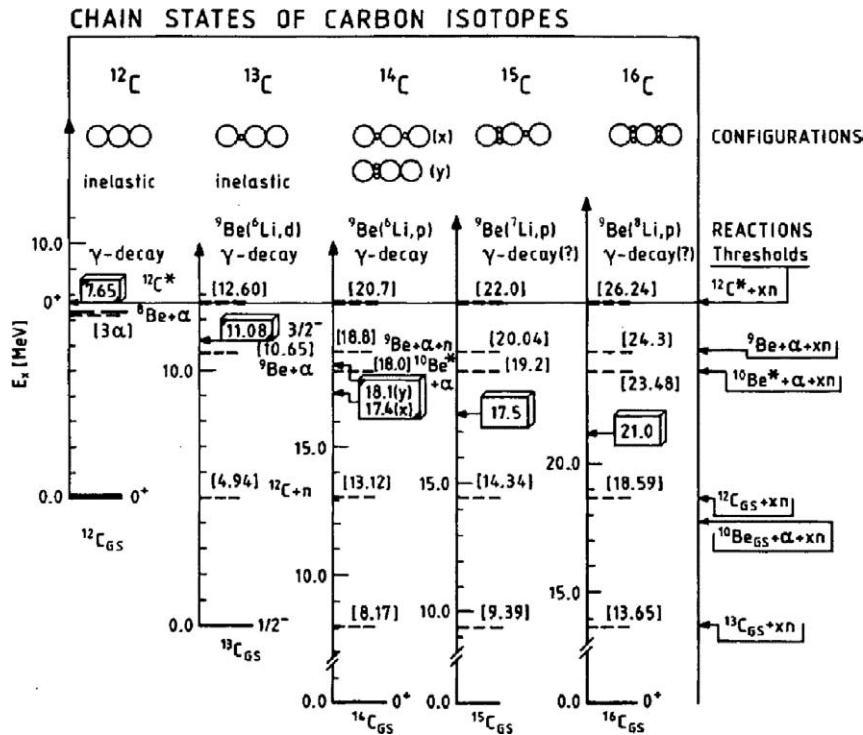 CHAIN STATES OF CARBON ISOTOPES
¹²C ¹³C ¹⁴C ¹⁵C ¹⁶C
(x)
(y)
CONFIGURATIONS
inelastic inelastic
⁹Be(⁶Li,d) ⁹Be(⁶Li,p) ⁹Be(⁷Li,p) ⁹Be(⁸Li,p) REACTIONS
γ-decay γ-decay γ-decay γ-decay(?) γ-decay(?) Thresholds
10.0
7.65 ¹²C* [12.60] [20.7] [22.0] [26.24] ¹²C*+xn
0⁺
⁸Be+α
[3α] 11.08 3/2⁻ [18.8] ⁹Be+α+n [20.04] [24.3] ⁹Be+α+xn
[10.65]
10.0 ⁹Be+α [18.0] ¹⁰Be* +α [19.2] [23.48] ¹⁰Be*+α+xn
18.1(y)
17.4(x) 17.5 21.0
Eₓ [MeV]
15.0 20.0
[4.94] ¹²C+n [13.12] 15.0 [14.34] [18.59] ¹²C_GS+xn
0.0 0⁺
¹²C_GS
¹⁰Be_GS+α+xn
10.0 15.0
[8.17] 10.0 [9.39] [13.65] ¹³C_GS+xn
0.0 1/2⁻
¹³C_GS
0.0 0⁺ 0.0 0.0 0⁺
¹⁴C_GS ¹⁵C_GS ¹⁶C_GS